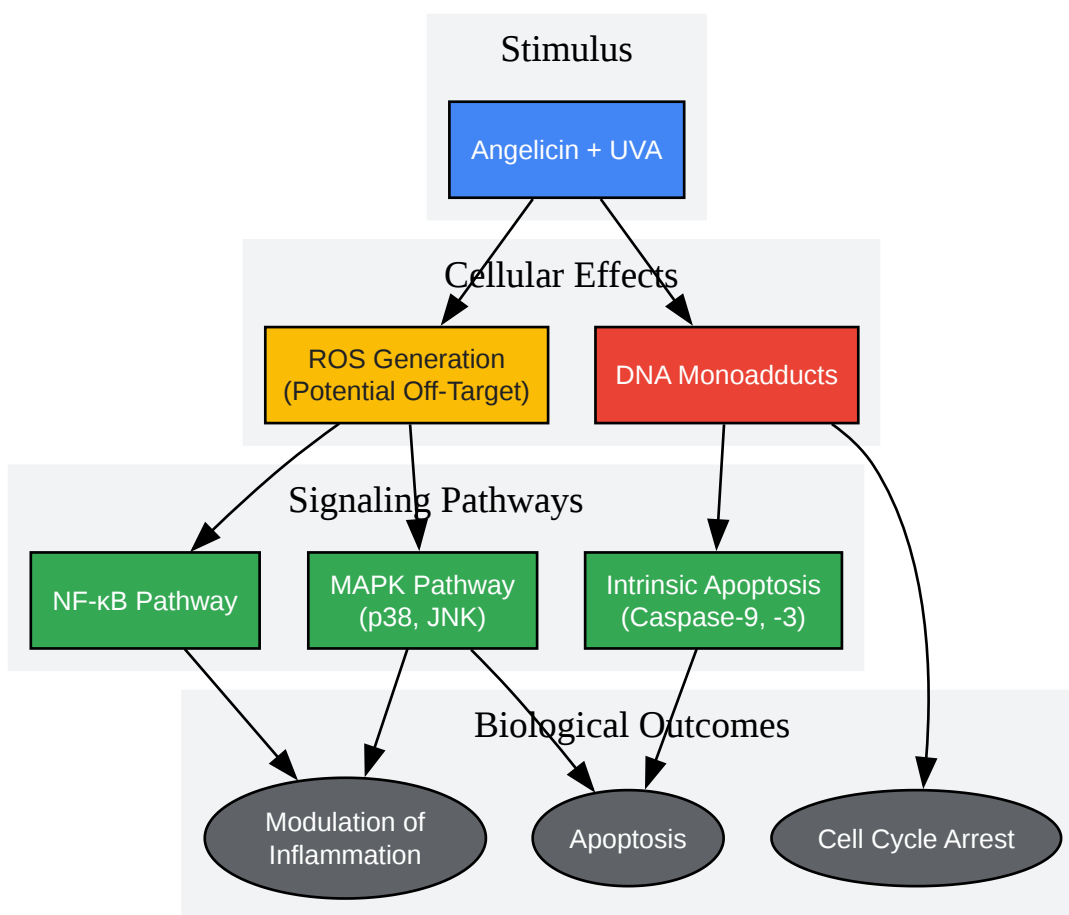 Stimulus
Angelicin + UVA
Cellular Effects
ROS Generation
(Potential Off-Target)
DNA Monoadducts
Signaling Pathways
NF-κB Pathway
MAPK Pathway
(p38, JNK)
Intrinsic Apoptosis
(Caspase-9, -3)
Biological Outcomes
Modulation of
Inflammation
Apoptosis
Cell Cycle Arrest